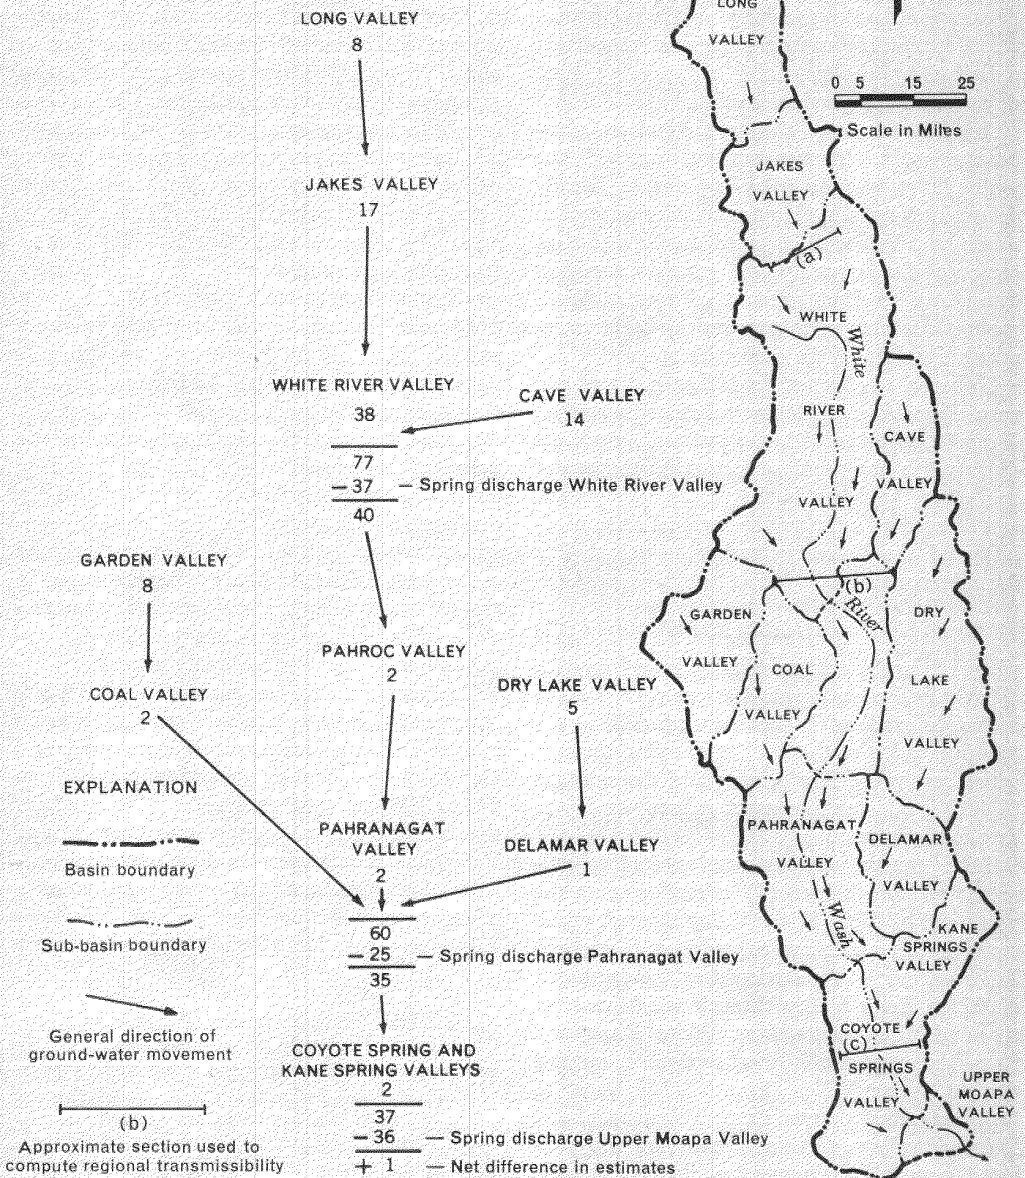 LONG VALLEY
8
JAKES VALLEY
17
WHITE RIVER VALLEY
38
CAVE VALLEY
14
77
– 37 — Spring discharge White River Valley
40
GARDEN VALLEY
8
PAHROC VALLEY
2
COAL VALLEY
2
DRY LAKE VALLEY
5
PAHRANAGAT
VALLEY
2
DELAMAR VALLEY
1
60
– 25 — Spring discharge Pahranagat Valley
35
COYOTE SPRING AND
KANE SPRING VALLEYS
2
37
– 36 — Spring discharge Upper Moapa Valley
+ 1 — Net difference in estimates
EXPLANATION
Basin boundary
Sub-basin boundary
General direction of
ground-water movement
(b)
Approximate section used to
compute regional transmissibility
LONG
VALLEY
0 5 15 25
Scale in Miles
JAKES
VALLEY
(a)
WHITE
White
RIVER
CAVE
VALLEY
VALLEY
(b)
River
GARDEN
DRY
VALLEY
COAL
LAKE
VALLEY
VALLEY
PAHRANAGAT
DELAMAR
VALLEY
VALLEY
Wash
KANE
SPRINGS
VALLEY
COYOTE
(c)
SPRINGS
VALLEY
UPPER
MOAPA
VALLEY